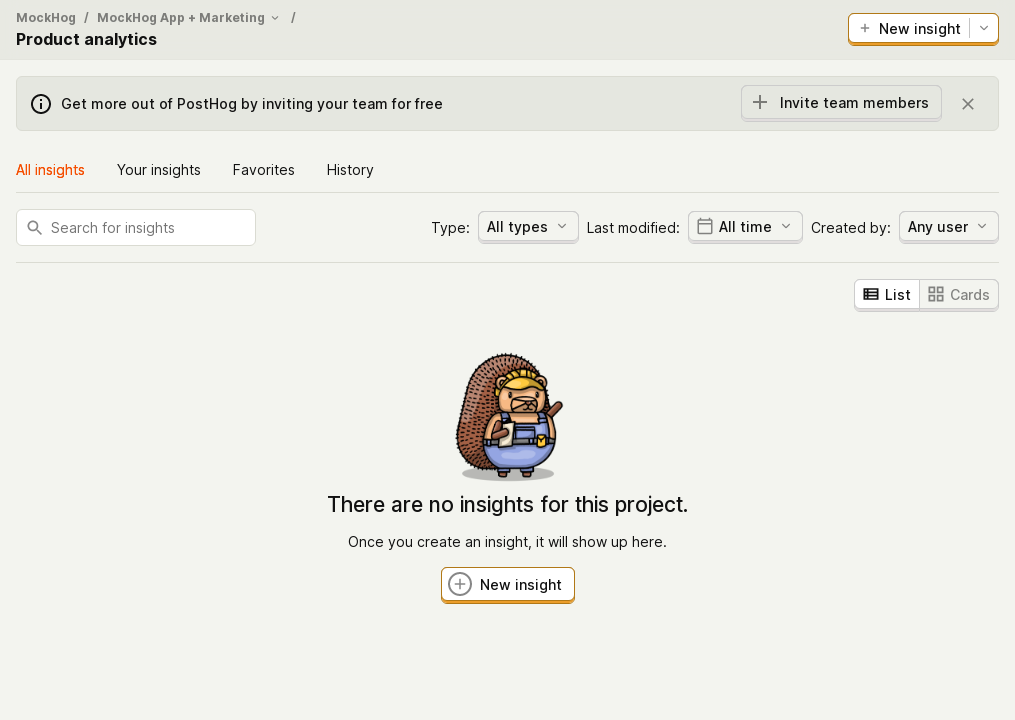 MockHog / MockHog App + Marketing /
Product analytics
New insight
Get more out of PostHog by inviting your team for free
Invite team members
All insights Your insights Favorites History
Search for insights
Type: All types Last modified: All time Created by: Any user
List Cards
There are no insights for this project.
Once you create an insight, it will show up here.
New insight